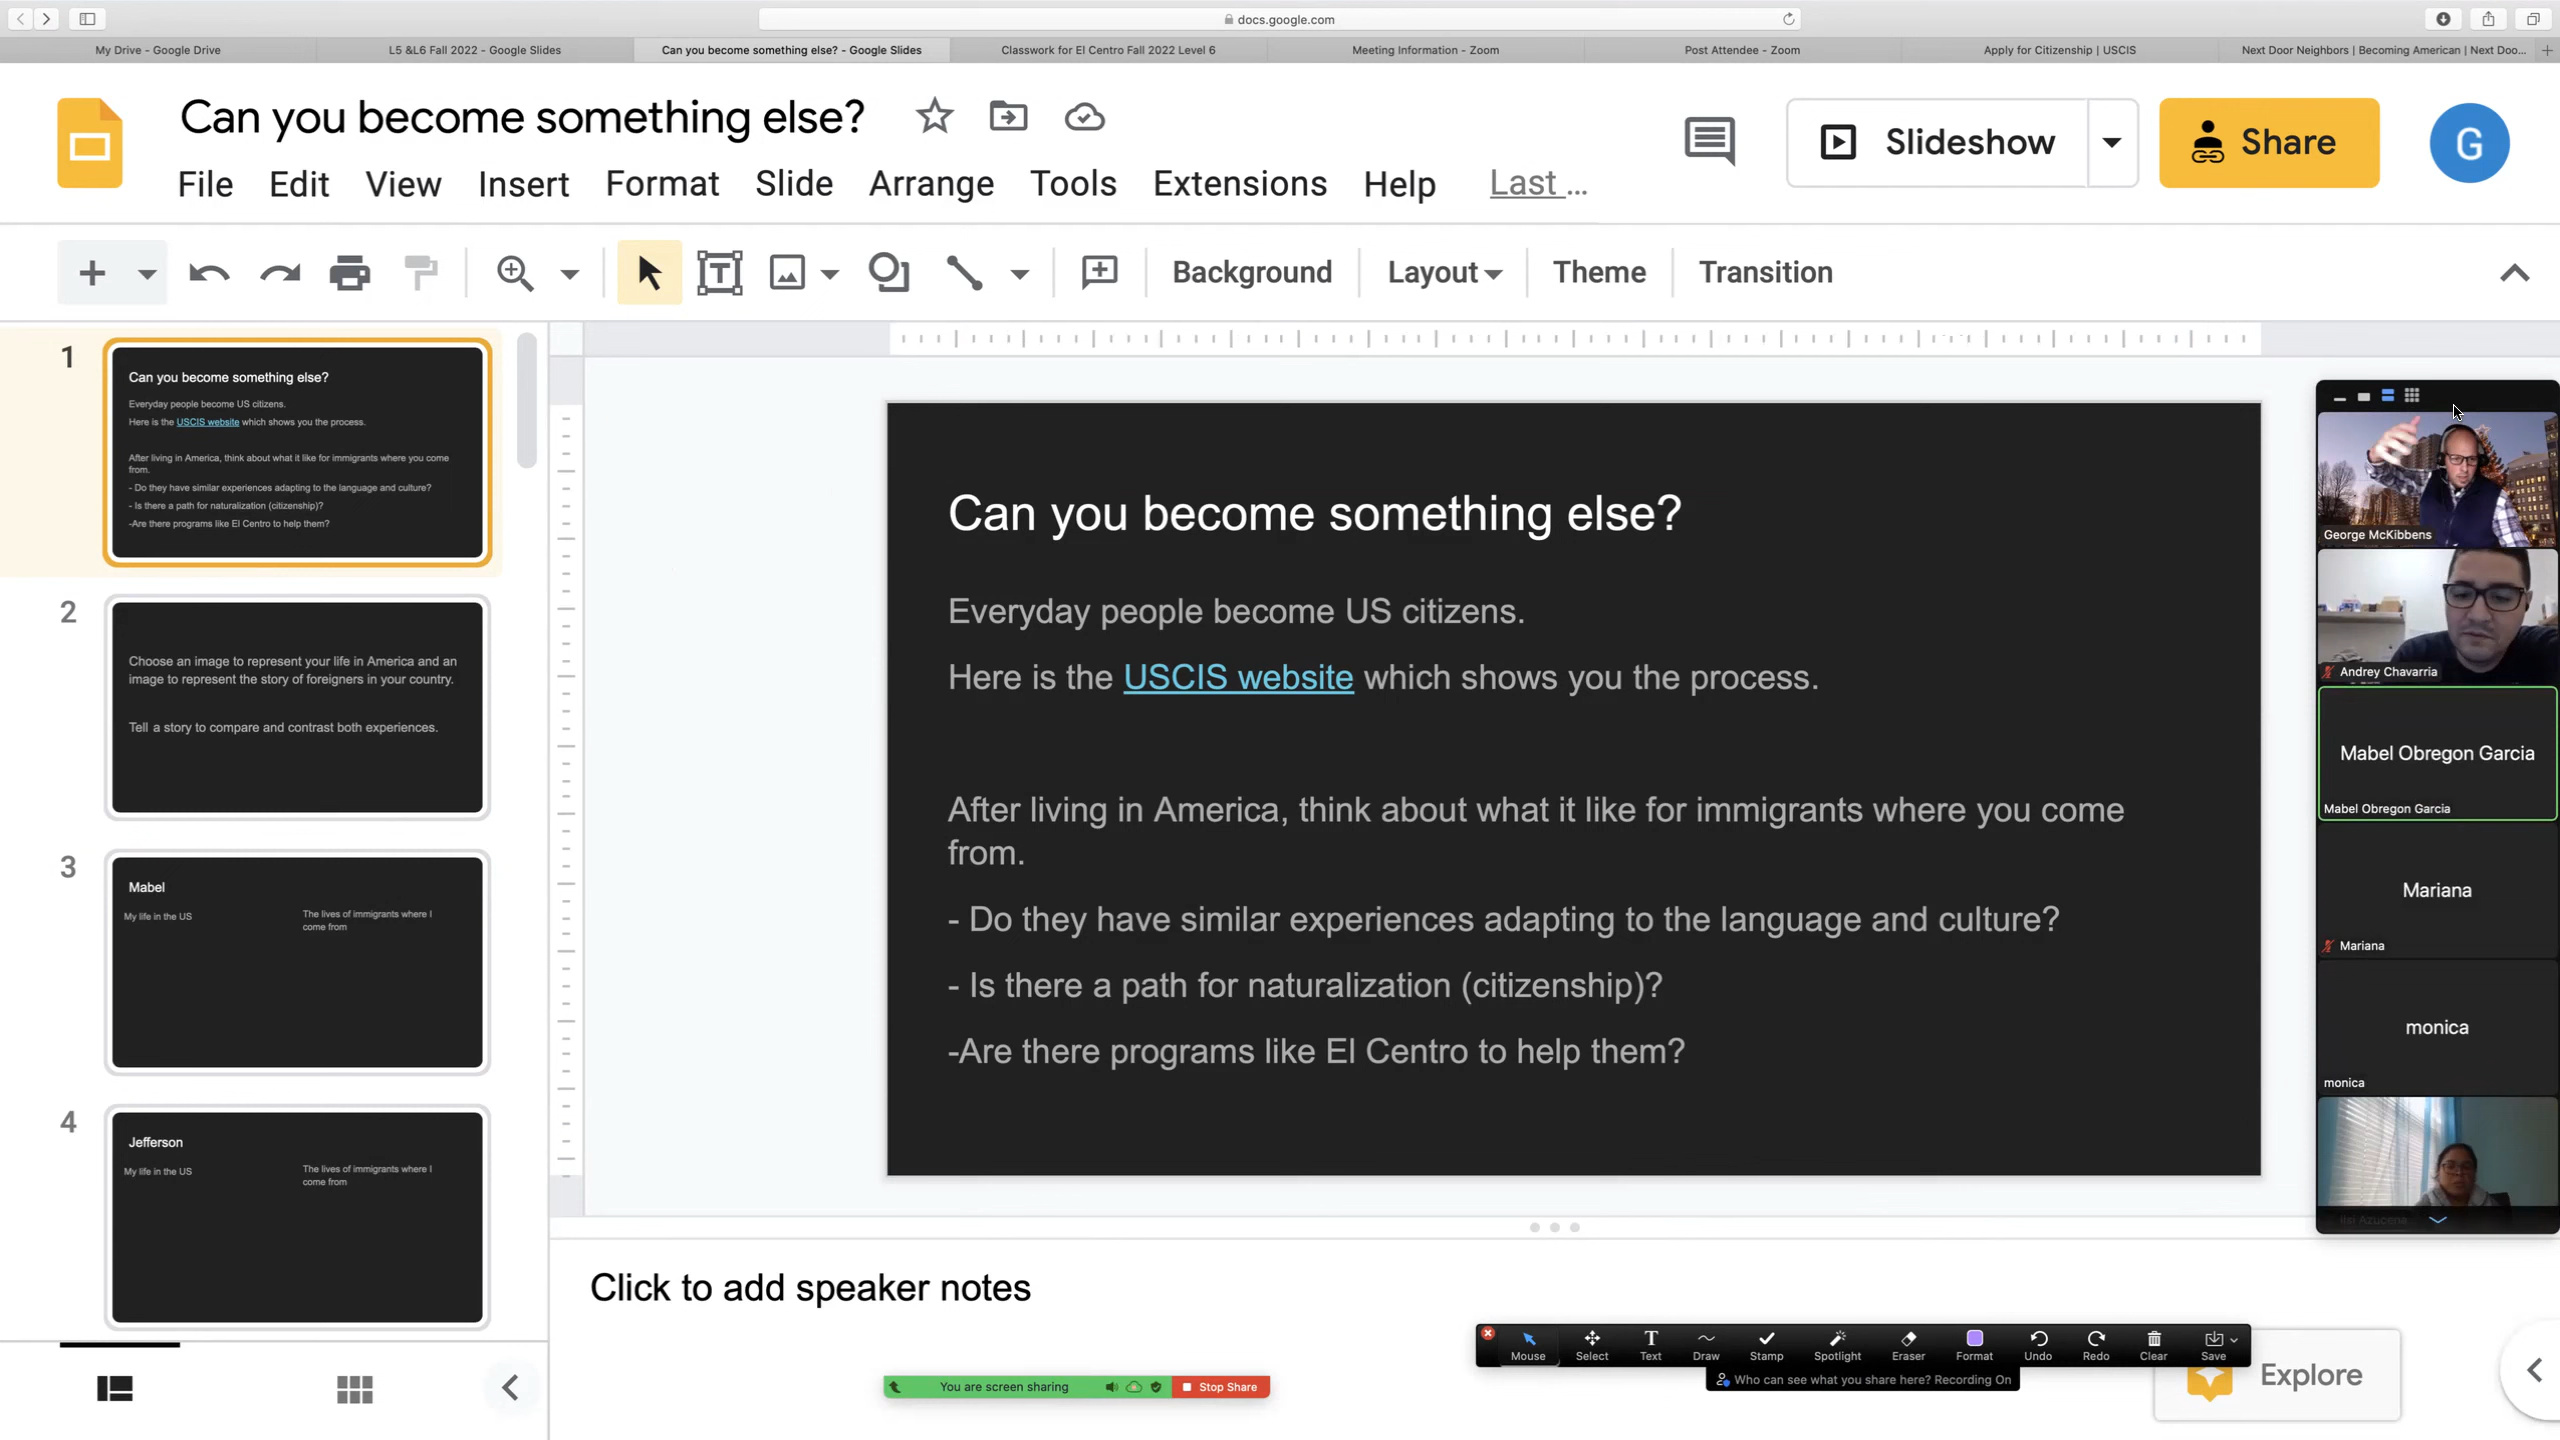 docs.google.com
My Drive - Google Drive
L5 &L6 Fall 2022 - Google Slides
Can you become something else? - Google Slides
Classwork for El Centro Fall 2022 Level 6
Meeting Information - Zoom
Post Attendee - Zoom
Apply for Citizenship | USCIS
Next Door Neighbors | Becoming American | Next Doo...
Can you become something else?
Slideshow
Share
G
File Edit View Insert Format Slide Arrange Tools Extensions Help Last ...
Background Layout Theme Transition
1
Can you become something else?
Everyday people become US citizens.
Here is the USCIS website which shows you the process.
After living in America, think about what it like for immigrants where you come
from.
- Do they have similar experiences adapting to the language and culture?
- Is there a path for naturalization (citizenship)?
-Are there programs like El Centro to help them?
2
Choose an image to represent your life in America and an
image to represent the story of foreigners in your country.
Tell a story to compare and contrast both experiences.
3
Mabel
My life in the US
The lives of immigrants where I
come from
4
Jefferson
My life in the US
The lives of immigrants where I
come from
Can you become something else?
Everyday people become US citizens.
Here is the USCIS website which shows you the process.
After living in America, think about what it like for immigrants where you come
from.
- Do they have similar experiences adapting to the language and culture?
- Is there a path for naturalization (citizenship)?
-Are there programs like El Centro to help them?
George McKibbens
Andrey Chavarria
Mabel Obregon Garcia
Mabel Obregon Garcia
Mariana
Mariana
monica
monica
Azucena
Click to add speaker notes
Mouse Select Text Draw Stamp Spotlight Eraser Format Undo Redo Clear Save
Who can see what you share here? Recording On
You are screen sharing
Stop Share
Explore